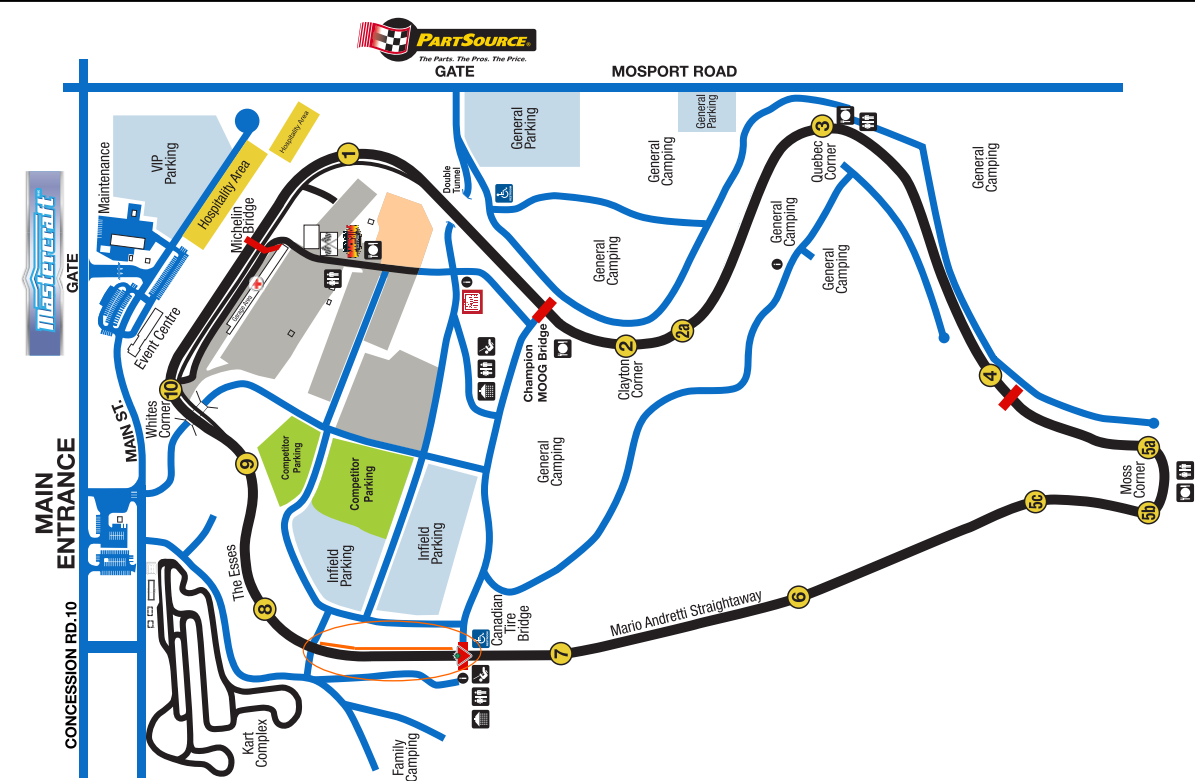 PARTSOURCE
The Parts. The Pros. The Price.
GATE
MOSPORT ROAD
Mastercraft
GATE
Maintenance
VIP
Parking
Hospitality Area
Hospitality Area
Michelin
Bridge
1
Double
Tunnel
General
Parking
General
Parking
General
Camping
General
Camping
3
Quebec
Corner
General
Camping
General
Camping
General
Camping
Garage Area
Event Centre
MAIN ST.
Whites
Corner
10
Champion
MOOG Bridge
2
Clayton
Corner
2a
4
MAIN
ENTRANCE
9
Competitor
Parking
Competitor
Parking
General
Camping
5a
Moss
Corner
5b
5c
Infield
Parking
Infield
Parking
The Esses
8
Canadian
Tire
Bridge
7
Mario Andretti Straightaway
6
CONCESSION RD.10
Kart
Complex
Family
Camping